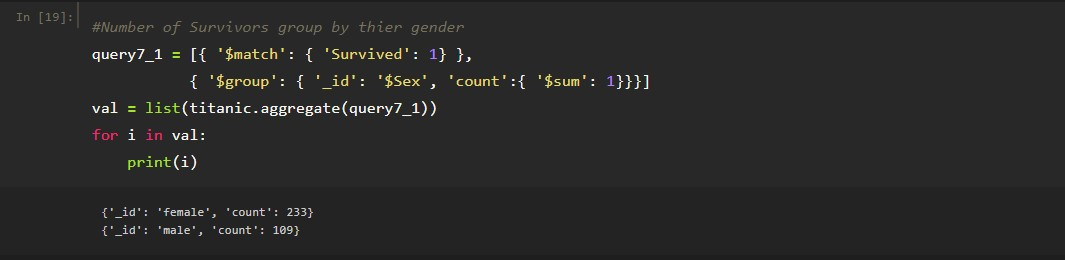 In [19]:
#Number of Survivors group by thier gender
query7_1 = [{ '$match': { 'Survived': 1} },
{ '$group': { '_id': '$Sex', 'count':{ '$sum': 1}}}]
val = list(titanic.aggregate(query7_1))
for i in val:
print(i)
{'_id': 'female', 'count': 233}
{'_id': 'male', 'count': 109}